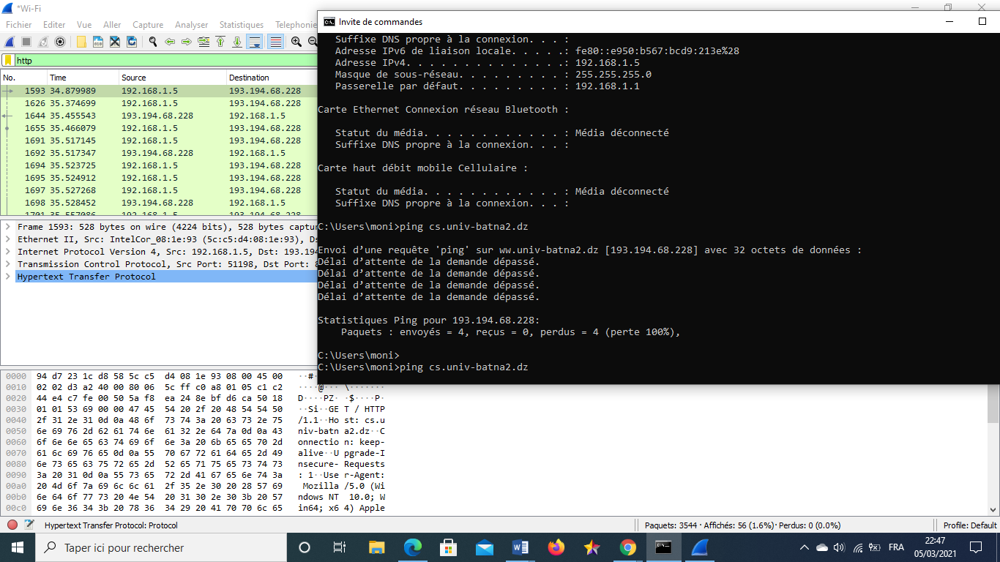 *Wi-Fi
Fichier Editer Vue Aller Capture Analyser Statistiques Telephonie
http
No. Time Source Destination
1593 34.879989 192.168.1.5 193.194.68.228
1626 35.374699 192.168.1.5 193.194.68.228
1644 35.455543 193.194.68.228 192.168.1.5
1655 35.466079 192.168.1.5 193.194.68.228
1691 35.517145 192.168.1.5 193.194.68.228
1692 35.517347 193.194.68.228 192.168.1.5
1694 35.523725 192.168.1.5 193.194.68.228
1695 35.524912 192.168.1.5 193.194.68.228
1697 35.527268 192.168.1.5 193.194.68.228
1698 35.528452 193.194.68.228 192.168.1.5
1701 35.557086 192.168.1.5 193.194.68.228
Frame 1593: 528 bytes on wire (4224 bits), 528 bytes captur
Ethernet II, Src: IntelCor_08:1e:93 (5c:c5:d4:08:1e:93), Ds
Internet Protocol Version 4, Src: 192.168.1.5, Dst: 193.194
Transmission Control Protocol, Src Port: 51198, Dst Port: 8
Hypertext Transfer Protocol
Invite de commandes
Suffixe DNS propre à la connexion. . . :
Adresse IPv6 de liaison locale. . . . .: fe80::e950:b567:bcd9:213e%28
Adresse IPv4. . . . . . . . . . . . . .: 192.168.1.5
Masque de sous-réseau. . . . . . . . . : 255.255.255.0
Passerelle par défaut. . . . . . . . . : 192.168.1.1
Carte Ethernet Connexion réseau Bluetooth :
Statut du média. . . . . . . . . . . . : Média déconnecté
Suffixe DNS propre à la connexion. . . :
Carte haut débit mobile Cellulaire :
Statut du média. . . . . . . . . . . . : Média déconnecté
Suffixe DNS propre à la connexion. . . :
C:\Users\moni>ping cs.univ-batna2.dz
Envoi d’une requête 'ping' sur ww.univ-batna2.dz [193.194.68.228] avec 32 octets de données :
Délai d’attente de la demande dépassé.
Délai d’attente de la demande dépassé.
Délai d’attente de la demande dépassé.
Délai d’attente de la demande dépassé.
Statistiques Ping pour 193.194.68.228:
Paquets : envoyés = 4, reçus = 0, perdus = 4 (perte 100%),
C:\Users\moni>
C:\Users\moni>ping cs.univ-batna2.dz
0000 94 d7 23 1c d8 58 5c c5 d4 08 1e 93 08 00 45 00 ··#
0010 02 02 d3 a2 40 00 80 06 5c ff c0 a8 01 05 c1 c2 ····@··· \·······
0020 44 e4 c7 fe 00 50 5a f8 ea 24 8e bf d6 ca 50 18 D····PZ· ·$····P·
0030 01 01 53 69 00 00 47 45 54 20 2f 20 48 54 54 50 ··Si··GE T / HTTP
0040 2f 31 2e 31 0d 0a 48 6f 73 74 3a 20 63 73 2e 75 /1.1··Ho st: cs.u
0050 6e 69 76 2d 62 61 74 6e 61 32 2e 64 7a 0d 0a 43 niv-batn a2.dz··C
0060 6f 6e 6e 65 63 74 69 6f 6e 3a 20 6b 65 65 70 2d onnectio n: keep-
0070 61 6c 69 76 65 0d 0a 55 70 67 72 61 64 65 2d 49 alive··U pgrade-I
0080 6e 73 65 63 75 72 65 2d 52 65 71 75 65 73 74 73 nsecure- Requests
0090 3a 20 31 0d 0a 55 73 65 72 2d 41 67 65 6e 74 3a : 1··Use r-Agent:
00a0 20 4d 6f 7a 69 6c 6c 61 2f 35 2e 30 20 28 57 69 Mozilla /5.0 (Wi
00b0 6e 64 6f 77 73 20 4e 54 20 31 30 2e 30 3b 20 57 ndows NT 10.0; W
00c0 69 6e 36 34 3b 20 78 36 34 29 20 41 70 70 6c 65 in64; x6 4) Apple
Hypertext Transfer Protocol: Protocol Paquets: 3544 · Affichés: 56 (1.6%) · Perdus: 0 (0.0%) Profile: Default
Taper ici pour rechercher
FRA
22:47
05/03/2021